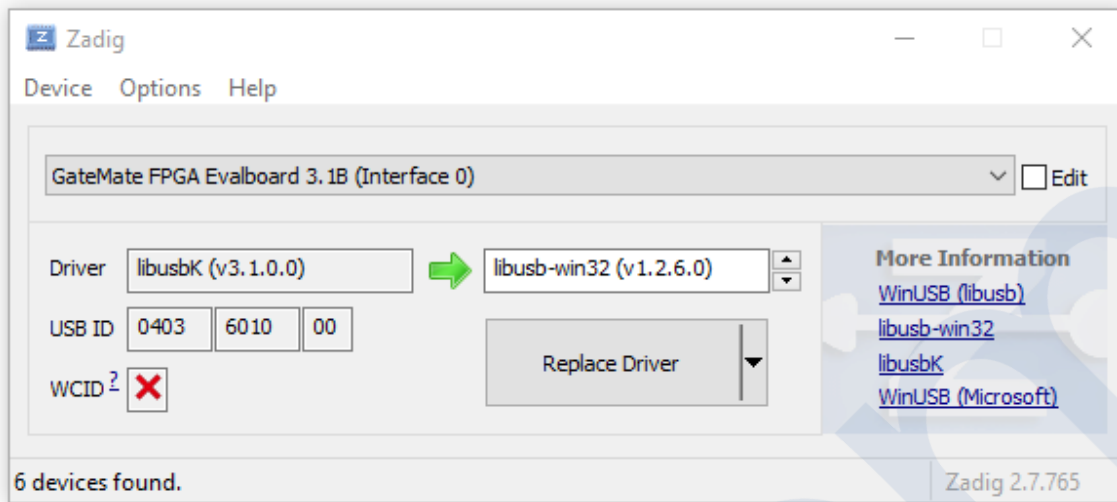 Zadig
Device Options Help
GateMate FPGA Evalboard 3.1B (Interface 0)
Edit
Driver libusbK (v3.1.0.0) libusb-win32 (v1.2.6.0)
USB ID 0403 6010 00
WCID ?
Replace Driver
More Information
WinUSB (libusb)
libusb-win32
libusbK
WinUSB (Microsoft)
6 devices found.
Zadig 2.7.765